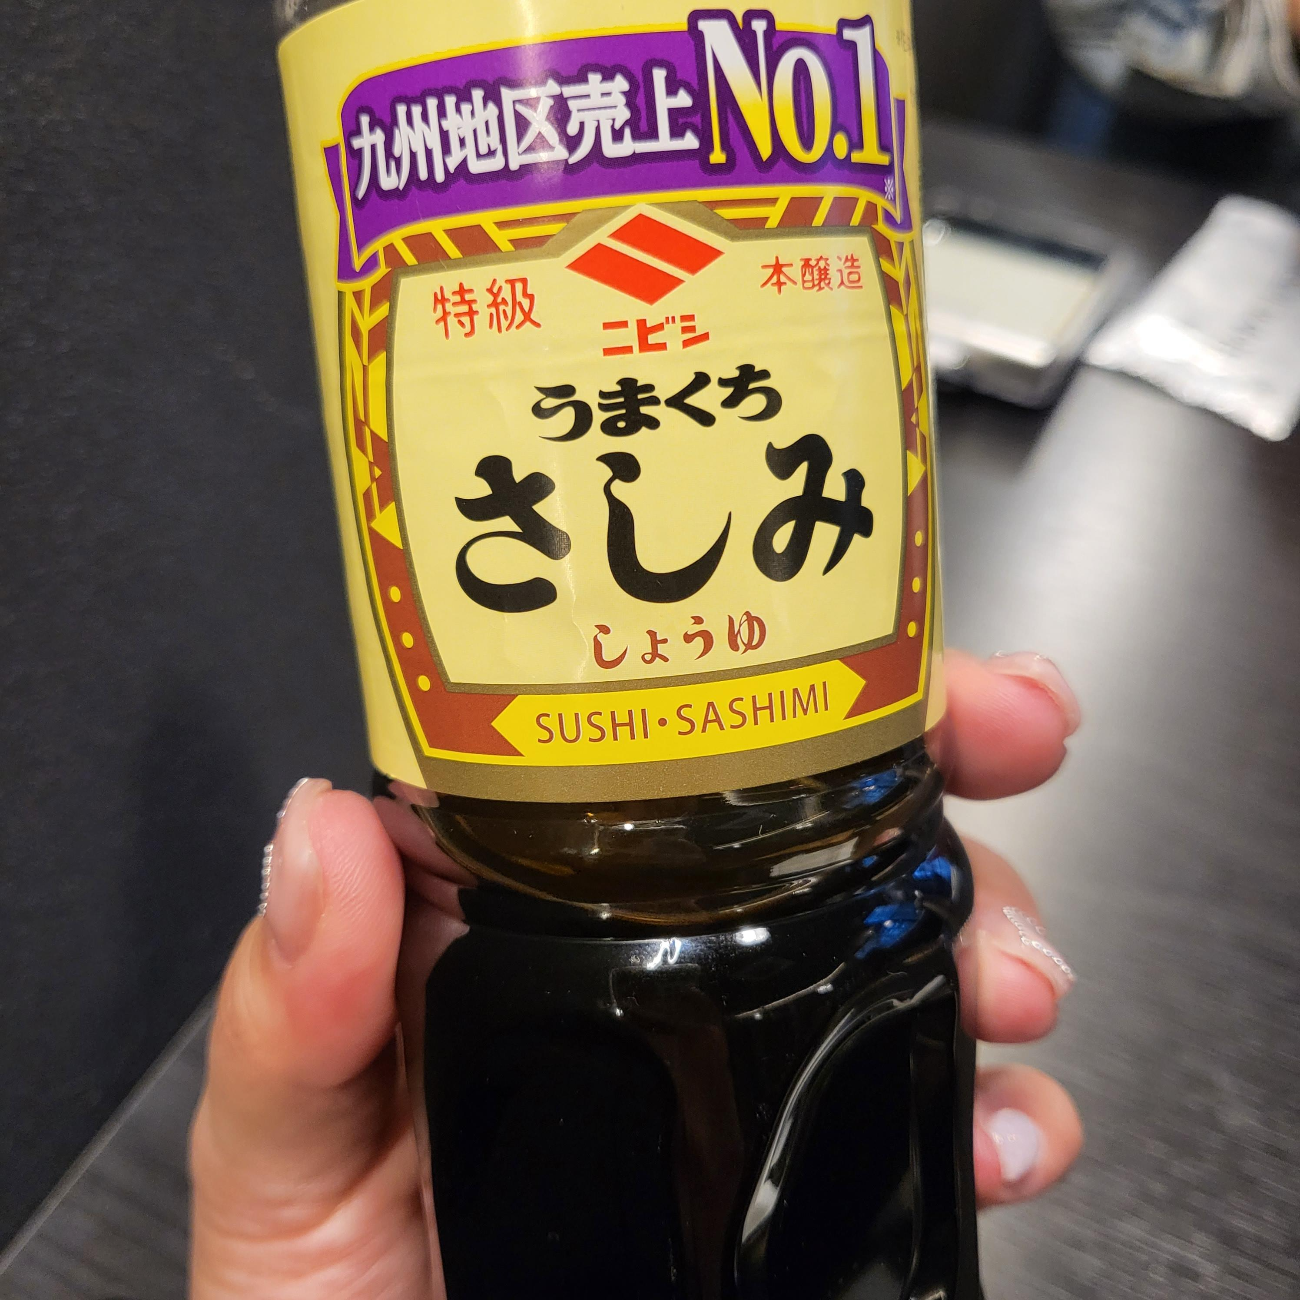 九州地区売上No.1
※
特級
本醸造
ニビシ
うまくち
さしみ
しょうゆ
SUSHI・SASHIMI